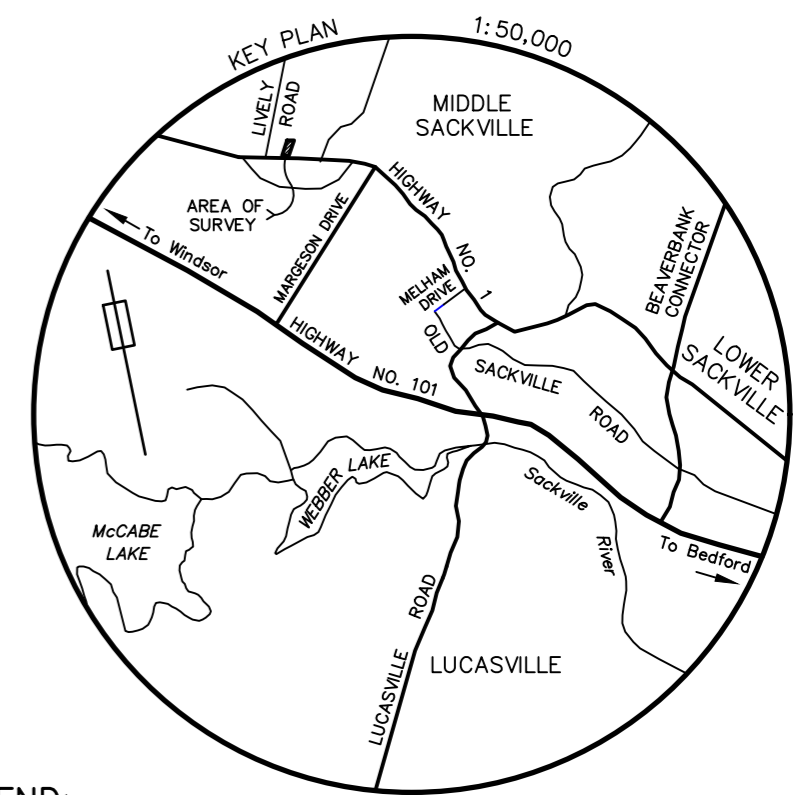 KEY PLAN
1:50,000
LIVELY
ROAD
MIDDLE
SACKVILLE
AREA OF
SURVEY
HIGHWAY NO. 1
MARGESON DRIVE
To Windsor
MELHAM
DRIVE
BEAVERBANK
CONNECTOR
LOWER
SACKVILLE
OLD SACKVILLE ROAD
HIGHWAY NO. 101
WEBBER LAKE
Sackville River
McCABE
LAKE
To Bedford
LUCASVILLE ROAD
LUCASVILLE
END: